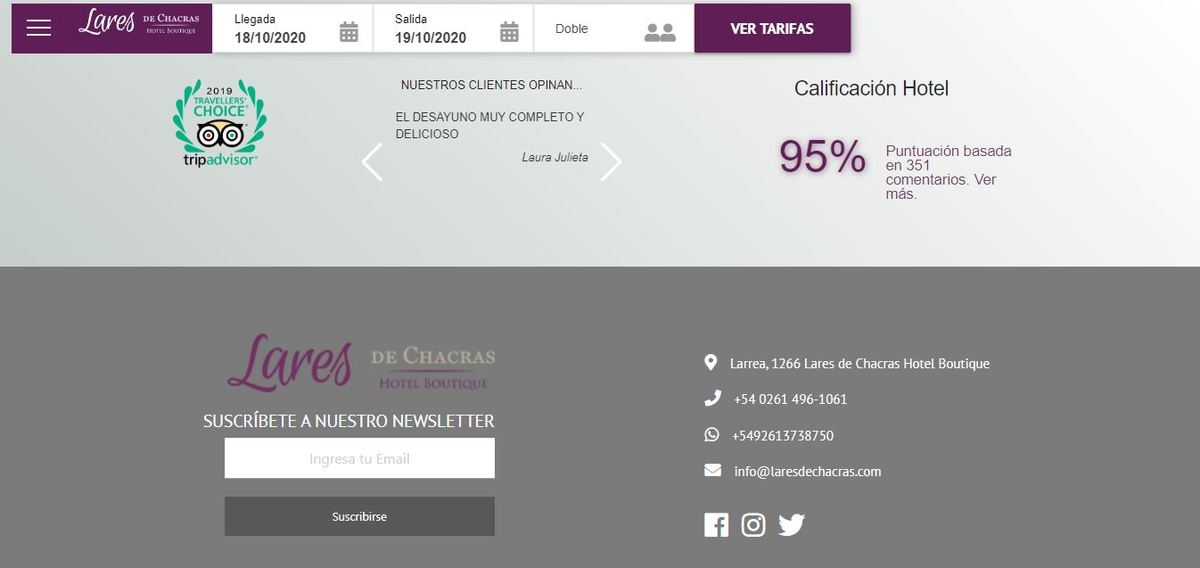 Lares DE CHACRAS
HOTEL BOUTIQUE
Llegada
18/10/2020
Salida
19/10/2020
Doble
VER TARIFAS
2019
TRAVELLERS'
CHOICE
tripadvisor®
NUESTROS CLIENTES OPINAN...
EL DESAYUNO MUY COMPLETO Y
DELICIOSO
Laura Julieta
Calificación Hotel
95%
Puntuación basada
en 351
comentarios. Ver
más.
Lares DE CHACRAS
HOTEL BOUTIQUE
SUSCRÍBETE A NUESTRO NEWSLETTER
Ingresa tu Email
Suscribirse
Larrea, 1266 Lares de Chacras Hotel Boutique
+54 0261 496-1061
+5492613738750
info@laresdechacras.com